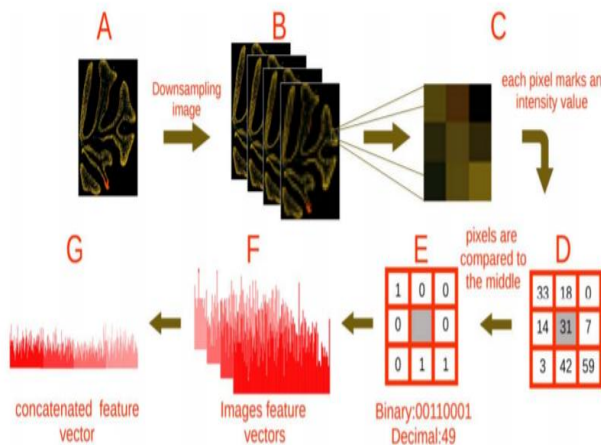 A
B
C
Downsampling
image
each pixel marks an
intensity value
G
F
E
pixels are
compared to
the middle
D
1 0 0
0 0
0 1 1
33 18 0
14 31 7
3 42 59
concatenated feature
vector
Images feature
vectors
Binary:00110001
Decimal:49